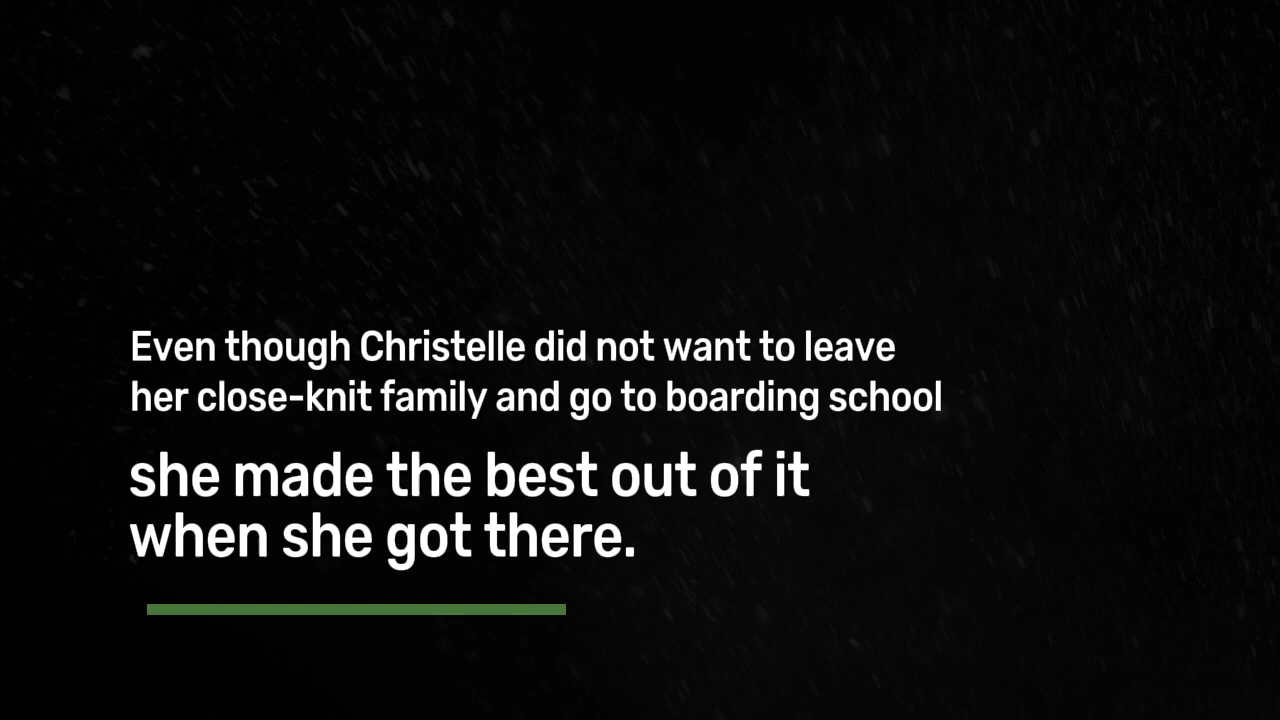 Even though Christelle did not want to leave
her close-knit family and go to boarding school
she made the best out of it
when she got there.